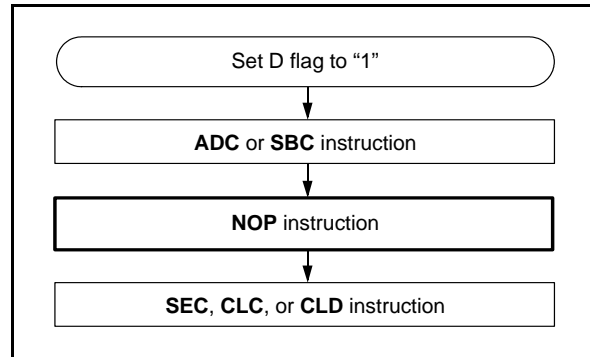 Set D flag to “1”
ADC or SBC instruction
NOP instruction
SEC, CLC, or CLD instruction